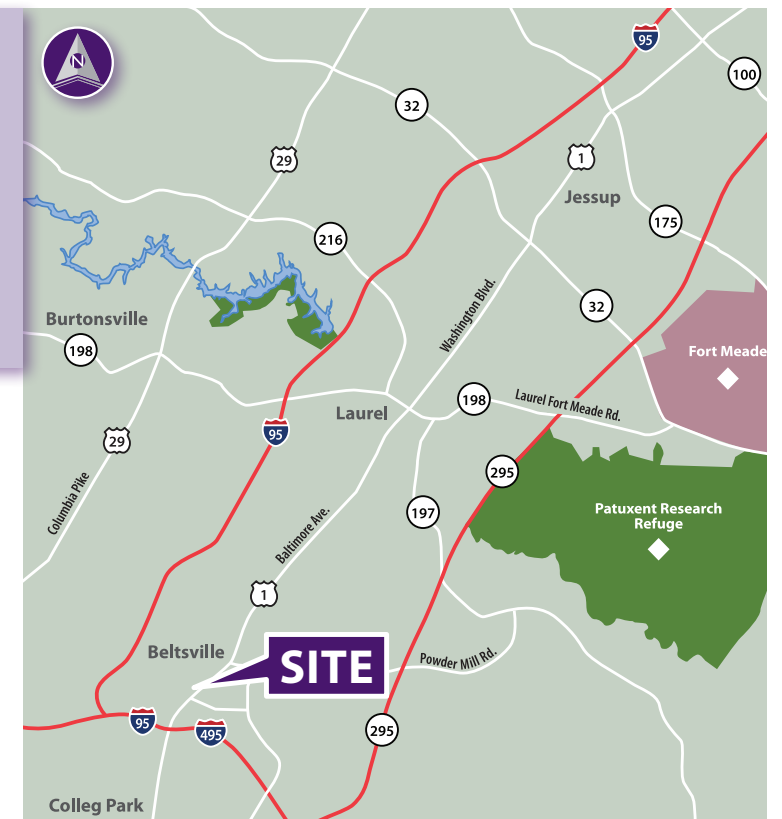 N
95
100
32
29
1
Jessup
175
216
Washington Blvd.
32
Burtonsville
198
Fort Meade
Laurel
198
Laurel Fort Meade Rd.
95
29
Columbia Pike
295
197
Patuxent Research
Refuge
Baltimore Ave.
1
Beltsville
SITE
Powder Mill Rd.
95
495
295
Colleg Park